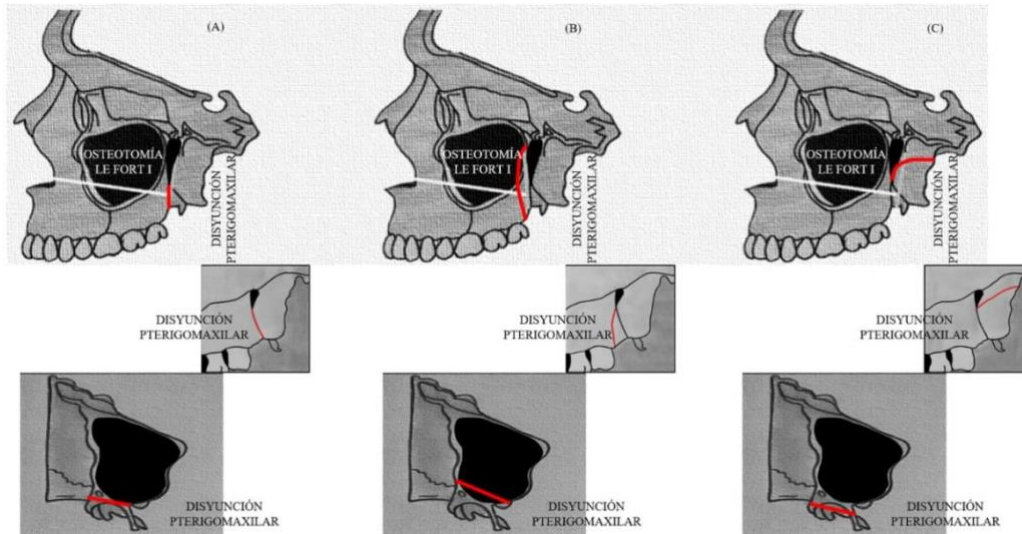 (A)
OSTEOTOMÍA
LE FORT I
DISYUNCIÓN
PTERIGOMAXILAR
DISYUNCIÓN
PTERIGOMAXILAR
DISYUNCIÓN
PTERIGOMAXILAR
(B)
OSTEOTOMÍA
LE FORT I
DISYUNCIÓN
PTERIGOMAXILAR
DISYUNCIÓN
PTERIGOMAXILAR
DISYUNCIÓN
PTERIGOMAXILAR
(C)
OSTEOTOMÍA
LE FORT I
DISYUNCIÓN
PTERIGOMAXILAR
DISYUNCIÓN
PTERIGOMAXILAR
DISYUNCIÓN
PTERIGOMAXILAR